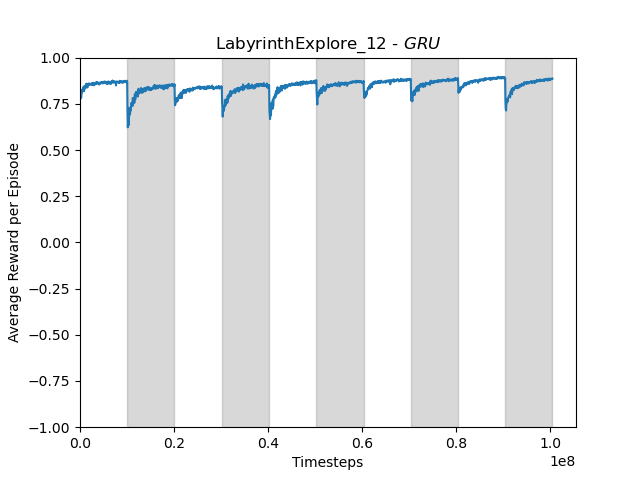 LabyrinthExplore_12 - GRU
1.00
0.75
0.50
0.25
0.00
−0.25
−0.50
−0.75
−1.00
Average Reward per Episode
0.0 0.2 0.4 0.6 0.8 1.0
1e8
Timesteps